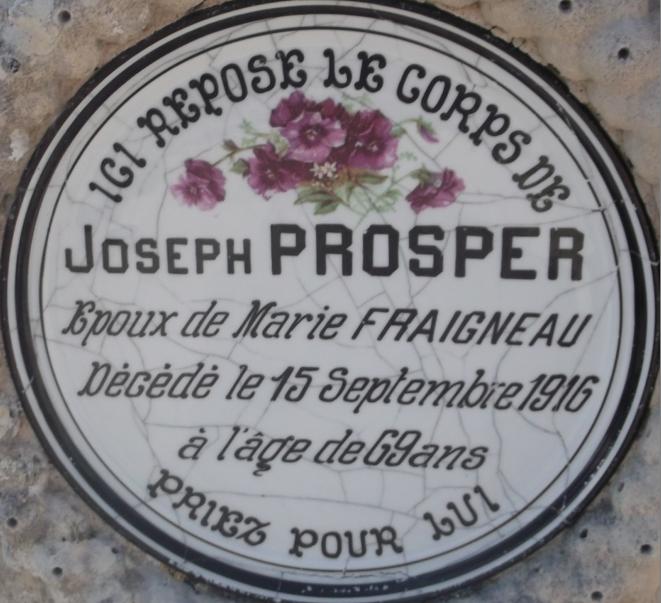 ICI REPOSE LE CORPS DE
JOSEPH PROSPER
Epoux de Marie FRAIGNEAU
Décédé le 15 Septembre 1916
à l'âge de 69 ans
PRIEZ POUR LUI